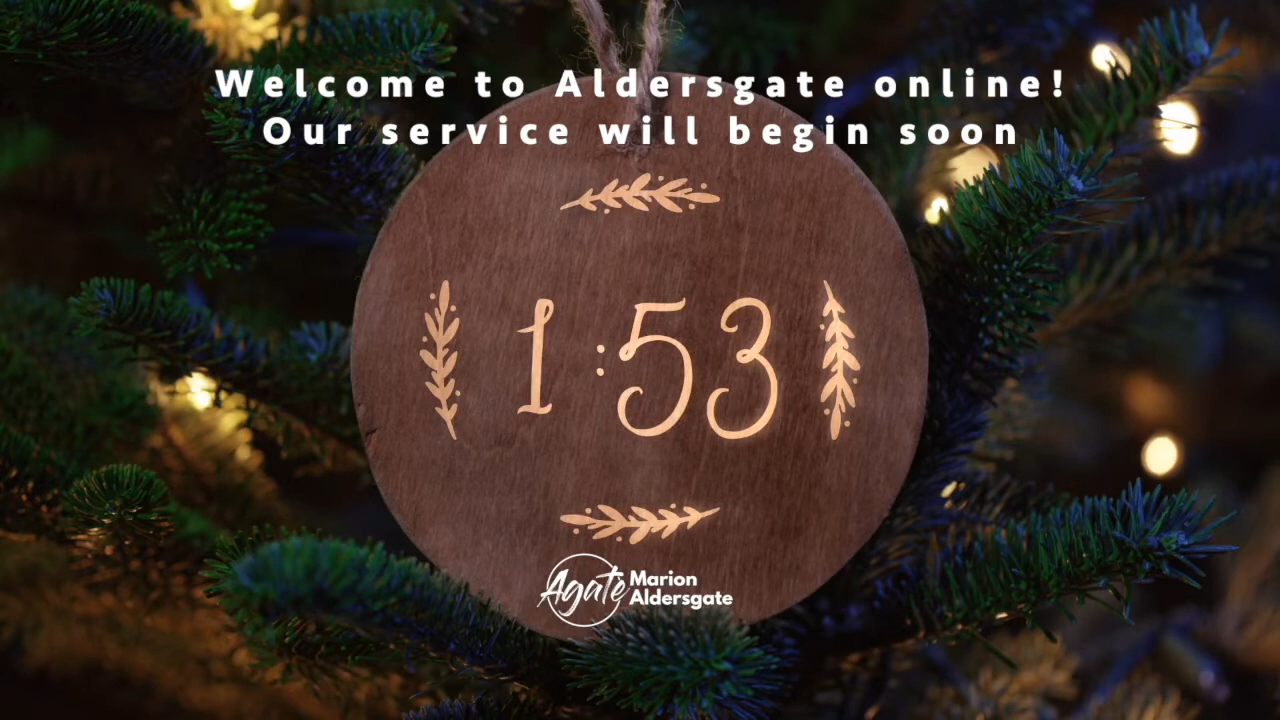 Welcome to Aldersgate online!
Our service will begin soon
1:53
Agate
Marion
Aldersgate